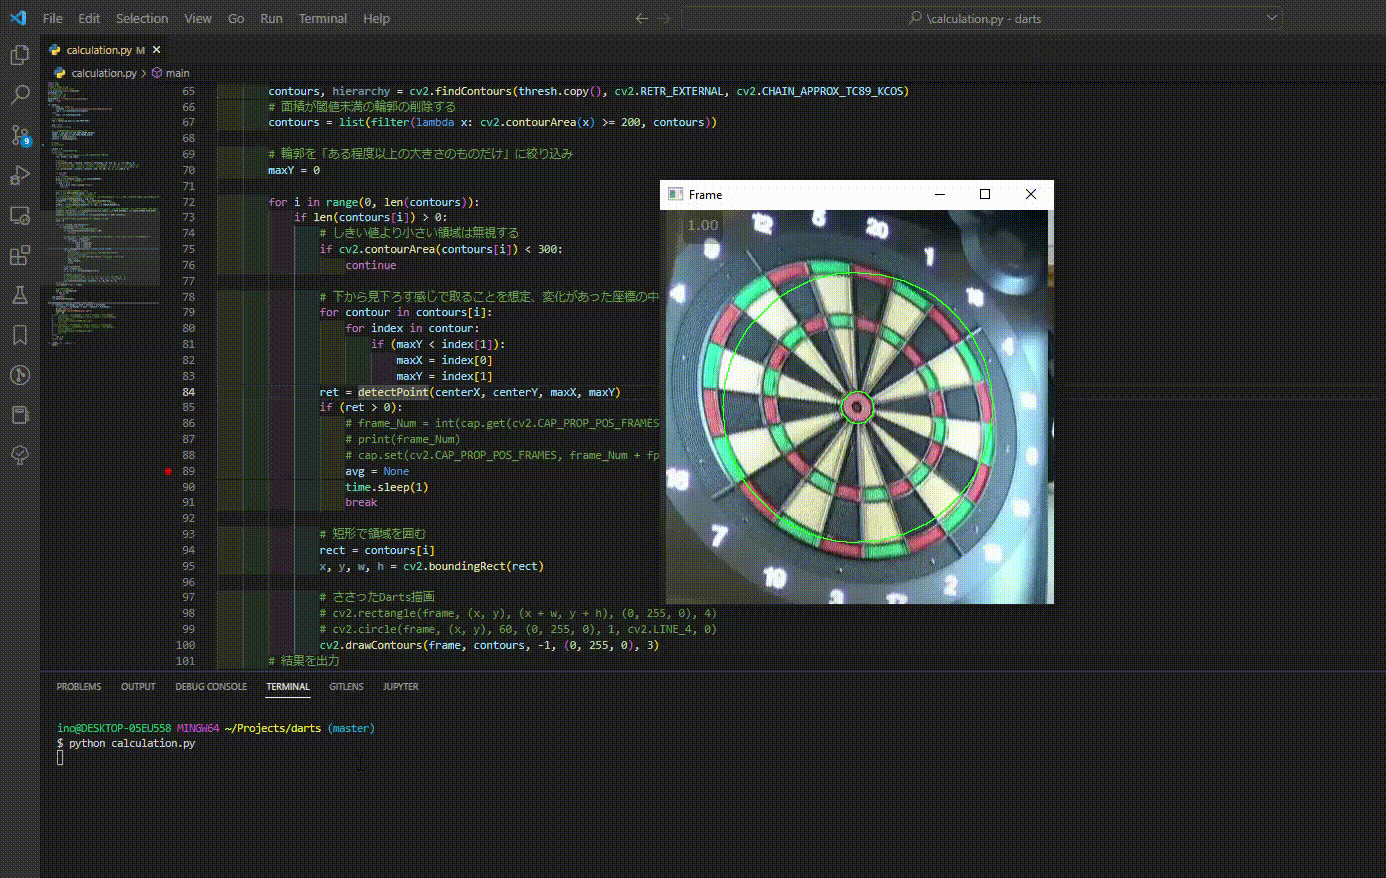 File Edit Selection View Go Run Terminal Help
\calculation.py - darts
calculation.py M
calculation.py > main
65 contours, hierarchy = cv2.findContours(thresh.copy(), cv2.RETR_EXTERNAL, cv2.CHAIN_APPROX_TC89_KCOS)
66 # 面積が閾値未満の輪郭の削除する
67 contours = list(filter(lambda x: cv2.contourArea(x) >= 200, contours))
68
69 # 輪郭を「ある程度以上の大きさのものだけ」に絞り込み
70 maxY = 0
71
72 for i in range(0, len(contours)):
73 if len(contours[i]) > 0:
74 # しきい値より小さい領域は無視する
75 if cv2.contourArea(contours[i]) < 300:
76 continue
77
78 # 下から見下ろす感じで取ることを想定、変化があった座標の中
79 for contour in contours[i]:
80 for index in contour:
81 if (maxY < index[1]):
82 maxX = index[0]
83 maxY = index[1]
84 ret = detectPoint(centerX, centerY, maxX, maxY)
85 if (ret > 0):
86 # frame_Num = int(cap.get(cv2.CAP_PROP_POS_FRAMES
87 # print(frame_Num)
88 # cap.set(cv2.CAP_PROP_POS_FRAMES, frame_Num + fp
89 avg = None
90 time.sleep(1)
91 break
92
93 # 短形で領域を囲む
94 rect = contours[i]
95 x, y, w, h = cv2.boundingRect(rect)
96
97 # ささったDarts描画
98 # cv2.rectangle(frame, (x, y), (x + w, y + h), (0, 255, 0), 4)
99 # cv2.circle(frame, (x, y), 60, (0, 255, 0), 1, cv2.LINE_4, 0)
100 cv2.drawContours(frame, contours, -1, (0, 255, 0), 3)
101 # 結果を出力
Frame
1.00
12 5 20
1
18
4
7
19
3
17
2
9
PROBLEMS OUTPUT DEBUG CONSOLE TERMINAL GITLENS JUPYTER
inc@DESKTOP-05EU558 MINGW64 ~/Projects/darts (master)
$ python calculation.py